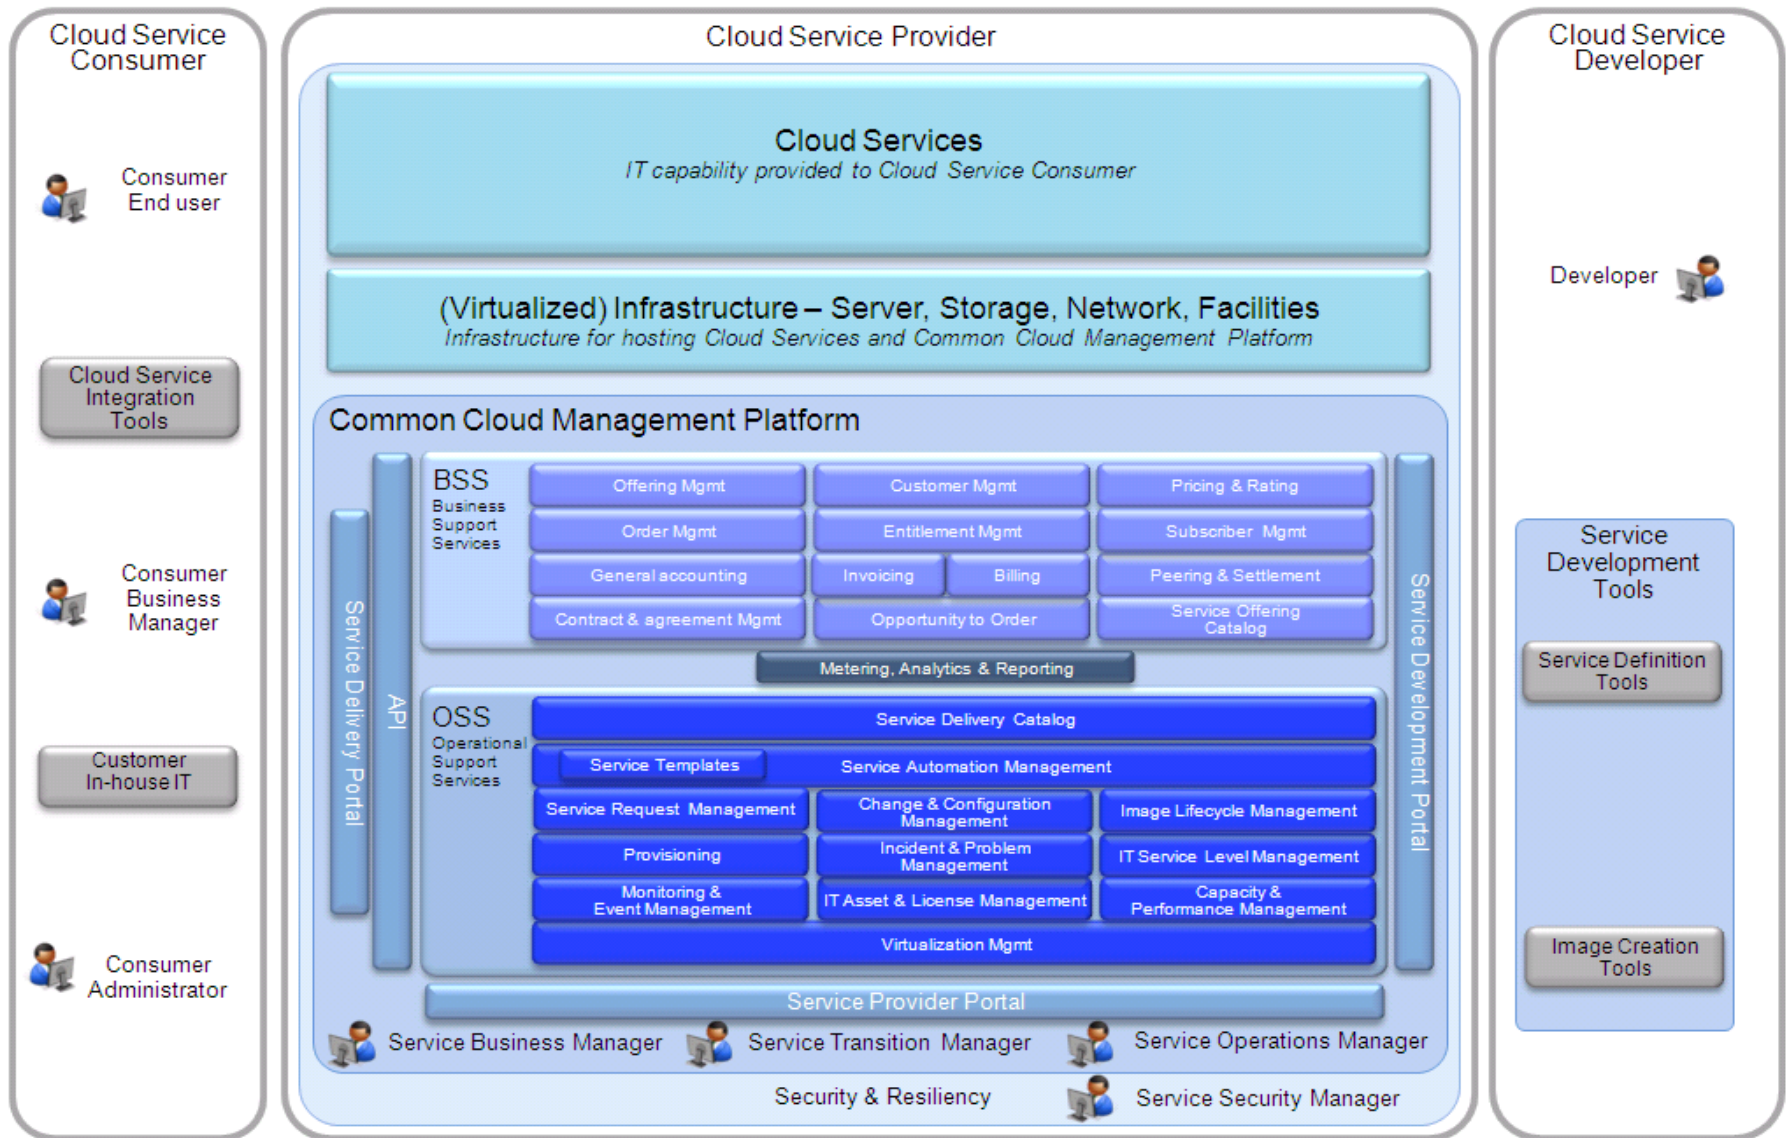 Cloud Service
Consumer
Consumer
End user
Cloud Service
Integration
Tools
Consumer
Business
Manager
Customer
In-house IT
Consumer
Administrator
Cloud Service Provider
Cloud Services
IT capability provided to Cloud Service Consumer
(Virtualized) Infrastructure – Server, Storage, Network, Facilities
Infrastructure for hosting Cloud Services and Common Cloud Management Platform
Common Cloud Management Platform
Service Delivery Portal
API
BSS
Business
Support
Services
Offering Mgmt
Customer Mgmt
Pricing & Rating
Order Mgmt
Entitlement Mgmt
Subscriber Mgmt
General accounting
Invoicing
Billing
Peering & Settlement
Contract & agreement Mgmt
Opportunity to Order
Service Offering
Catalog
Metering, Analytics & Reporting
OSS
Operational
Support
Services
Service Delivery Catalog
Service Templates
Service Automation Management
Service Request Management
Change & Configuration
Management
Image Lifecycle Management
Provisioning
Incident & Problem
Management
IT Service Level Management
Monitoring &
Event Management
IT Asset & License Management
Capacity &
Performance Management
Virtualization Mgmt
Service Development Portal
Service Provider Portal
Service Business Manager
Service Transition Manager
Service Operations Manager
Security & Resiliency
Service Security Manager
Cloud Service
Developer
Developer
Service
Development
Tools
Service Definition
Tools
Image Creation
Tools